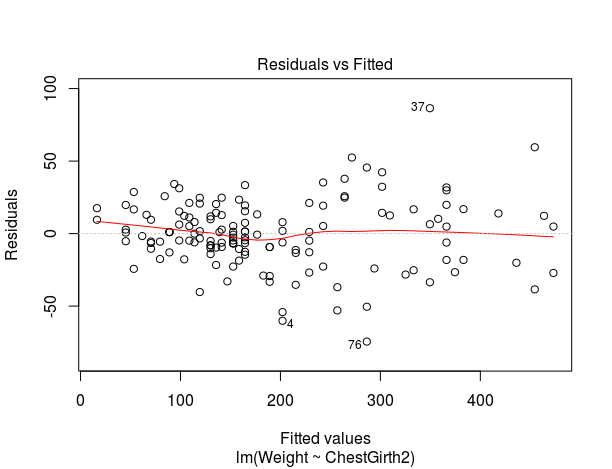 Residuals vs Fitted
Residuals
100
50
0
-50
37
4
76
0 100 200 300 400
Fitted values
lm(Weight ~ ChestGirth2)